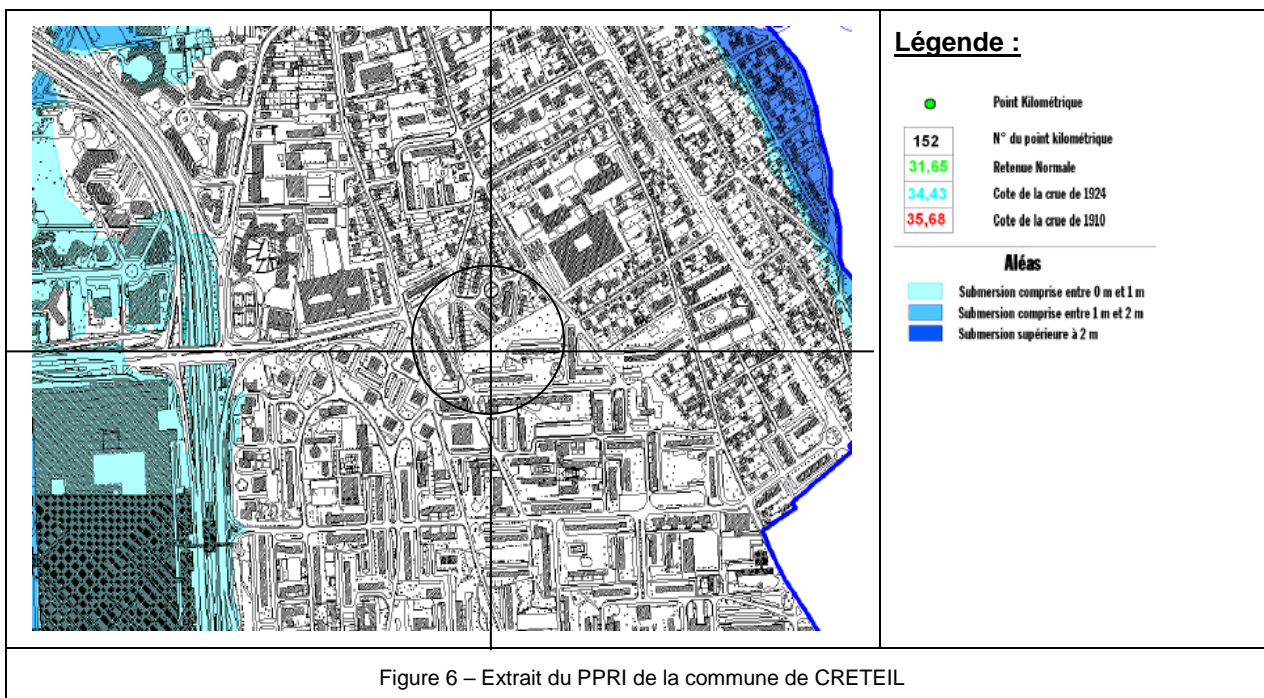 Légende :
Point Kilométrique
152 N° du point kilométrique
31,65 Retenue Normale
34,43 Cote de la crue de 1924
35,68 Cote de la crue de 1910
Aléas
Submersion comprise entre 0 m et 1 m
Submersion comprise entre 1 m et 2 m
Submersion supérieure à 2 m
Figure 6 – Extrait du PPRI de la commune de CRETEIL